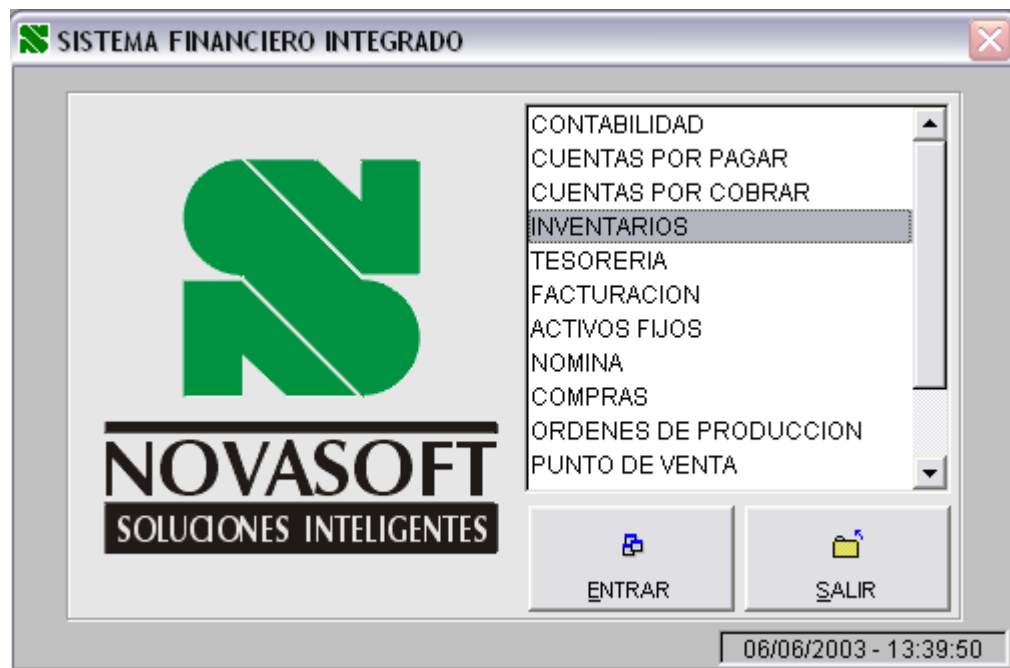 SISTEMA FINANCIERO INTEGRADO
CONTABILIDAD
CUENTAS POR PAGAR
CUENTAS POR COBRAR
INVENTARIOS
TESORERIA
FACTURACION
ACTIVOS FIJOS
NOMINA
COMPRAS
ORDENES DE PRODUCCION
PUNTO DE VENTA
NOVASOFT
SOLUCIONES INTELIGENTES
ENTRAR
SALIR
06/06/2003 - 13:39:50